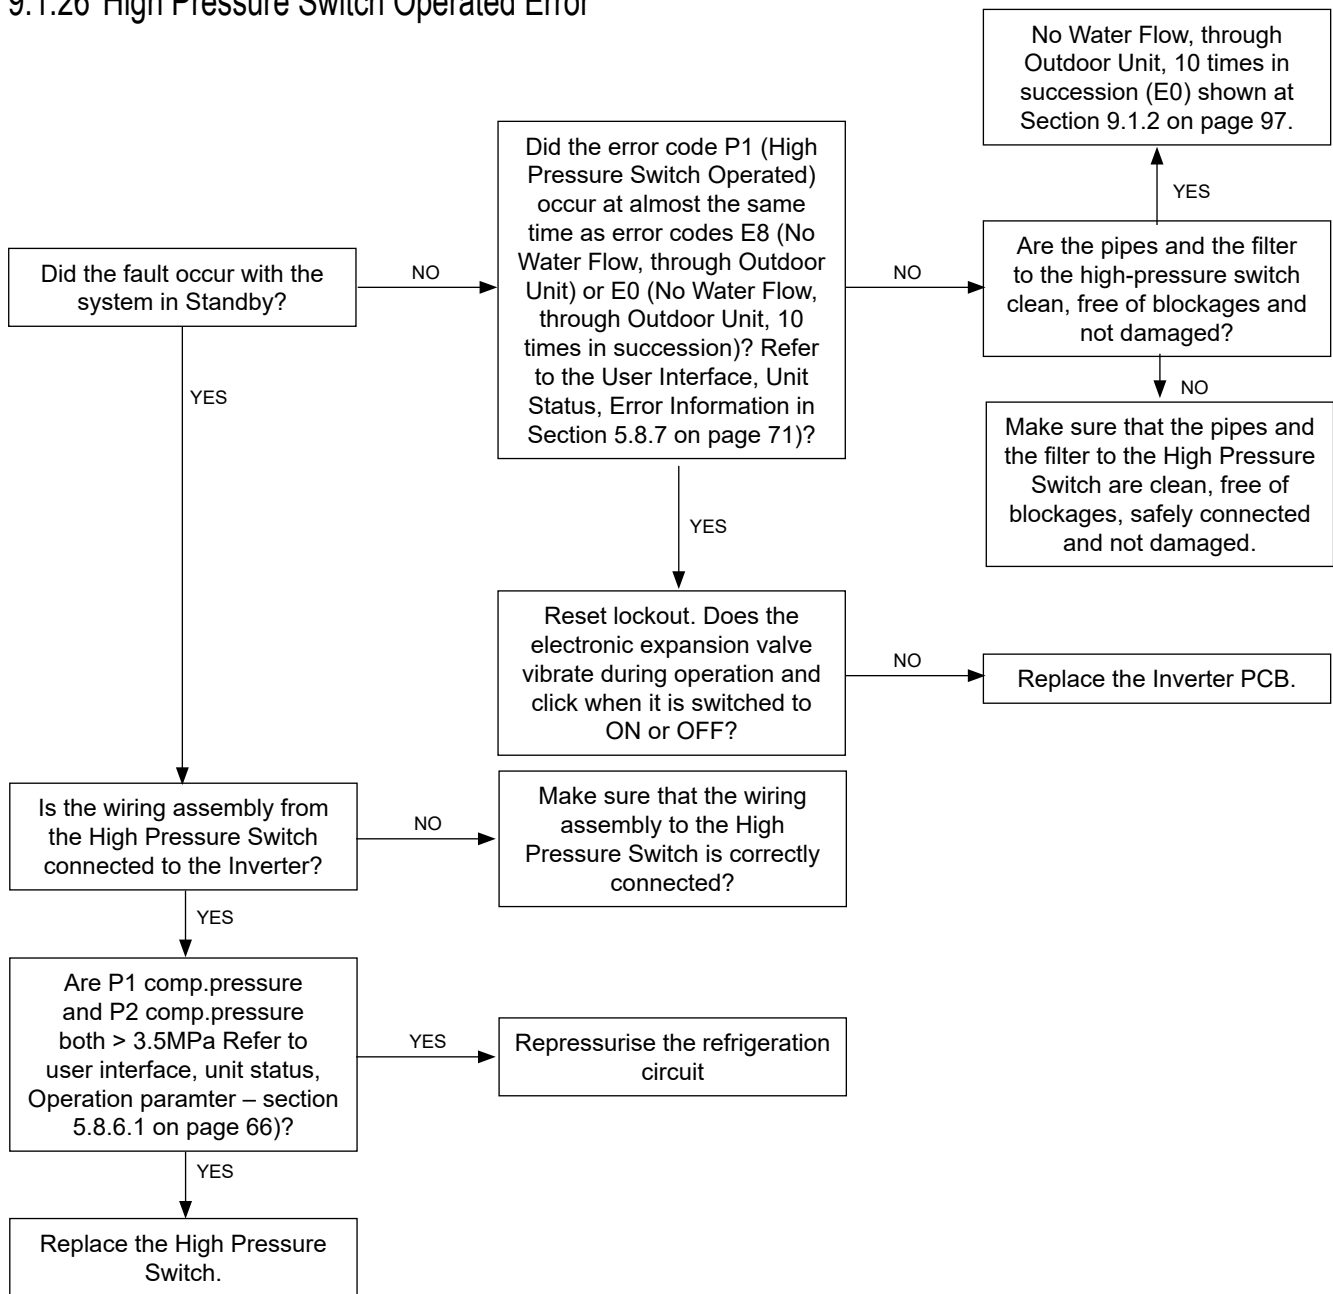 9.1.26 High Pressure Switch Operated Error
No Water Flow, through
Outdoor Unit, 10 times in
succession (E0) shown at
Section 9.1.2 on page 97.
YES
Did the error code P1 (High
Pressure Switch Operated)
occur at almost the same
time as error codes E8 (No
Water Flow, through Outdoor
Unit) or E0 (No Water Flow,
through Outdoor Unit, 10
times in succession)? Refer
to the User Interface, Unit
Status, Error Information in
Section 5.8.7 on page 71)?
Did the fault occur with the
system in Standby?
NO
NO
Are the pipes and the filter
to the high-pressure switch
clean, free of blockages and
not damaged?
NO
YES
Make sure that the pipes and
the filter to the High Pressure
Switch are clean, free of
blockages, safely connected
and not damaged.
YES
Reset lockout. Does the
electronic expansion valve
vibrate during operation and
click when it is switched to
ON or OFF?
NO
Replace the Inverter PCB.
Is the wiring assembly from
the High Pressure Switch
connected to the Inverter?
NO
Make sure that the wiring
assembly to the High
Pressure Switch is correctly
connected?
YES
Are P1 comp.pressure
and P2 comp.pressure
both > 3.5MPa Refer to
user interface, unit status,
Operation paramter – section
5.8.6.1 on page 66)?
YES
Repressurise the refrigeration
circuit
YES
Replace the High Pressure
Switch.